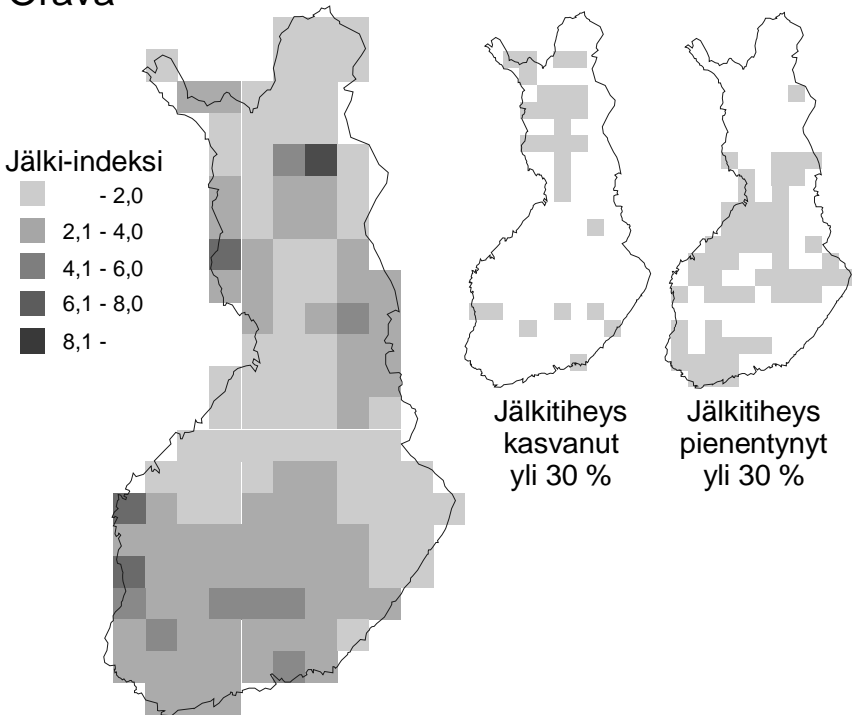 Orava
Jälki-indeksi
- 2,0
2,1 - 4,0
4,1 - 6,0
6,1 - 8,0
8,1 -
Jälkitiheys
kasvanut
yli 30 %
Jälkitiheys
pienentynyt
yli 30 %